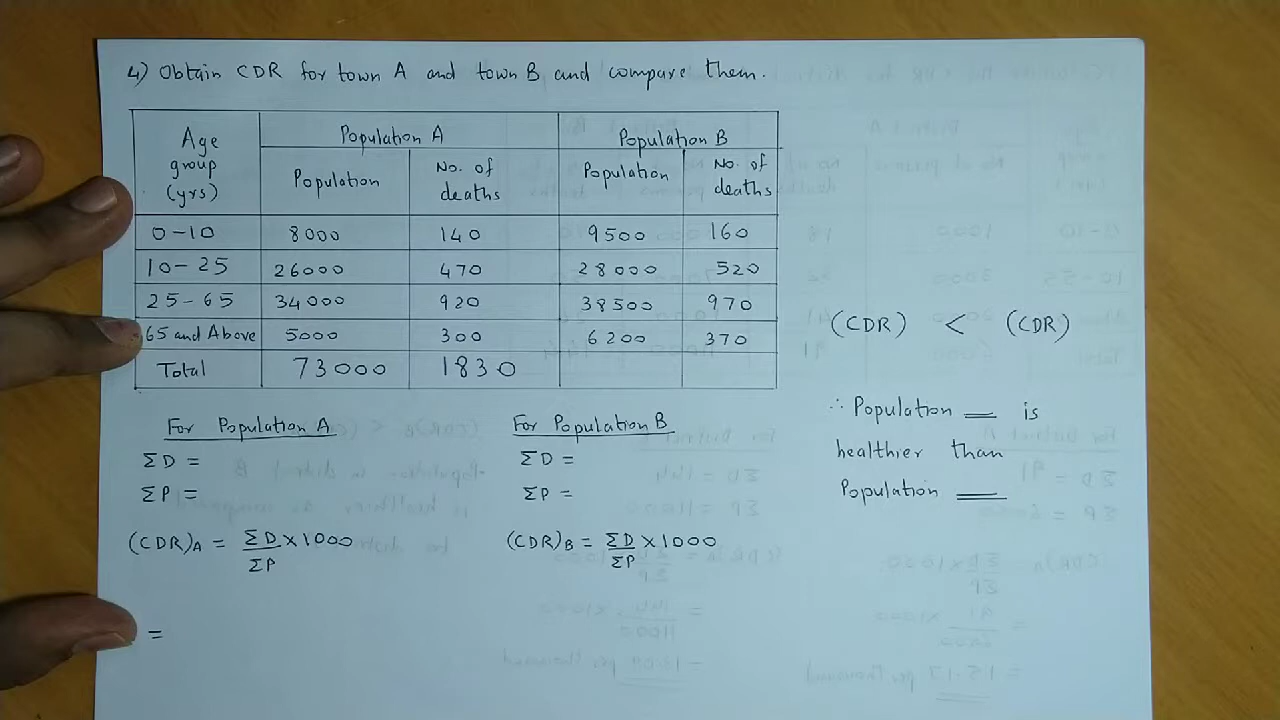 4) Obtain CDR for town A and town B and compare them.
Age group (yrs) Population A Population B
Population No. of deaths Population No. of deaths
0-10 8000 140 9500 160
10-25 26000 470 28000 520
25-65 34000 920 38500 970
65 and Above 5000 300 6200 370
Total 73000 1830
For Population A
ΣD =
ΣP =
(CDR)A = ΣD/ΣP × 1000
=
For Population B
ΣD =
ΣP =
(CDR)B = ΣD/ΣP × 1000
(CDR) < (CDR)
∴ Population __ is
healthier than
Population __